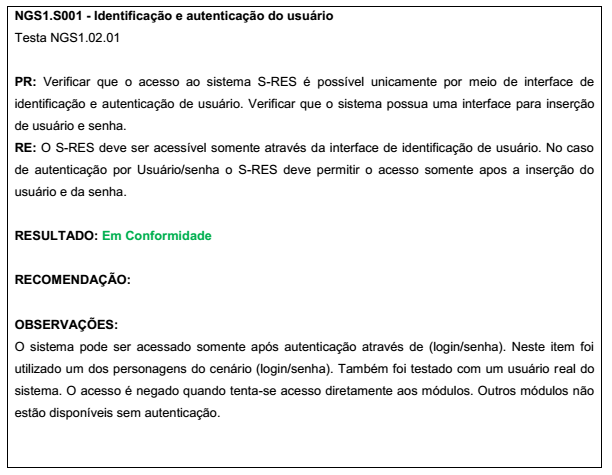 NGS1.S001 - Identificação e autenticação do usuário
Testa NGS1.02.01
PR: Verificar que o acesso ao sistema S-RES é possível unicamente por meio de interface de
identificação e autenticação de usuário. Verificar que o sistema possua uma interface para inserção
de usuário e senha.
RE: O S-RES deve ser acessível somente através da interface de identificação de usuário. No caso
de autenticação por Usuário/senha o S-RES deve permitir o acesso somente apos a inserção do
usuário e da senha.
RESULTADO: Em Conformidade
RECOMENDAÇÃO:
OBSERVAÇÕES:
O sistema pode ser acessado somente após autenticação através de (login/senha). Neste item foi
utilizado um dos personagens do cenário (login/senha). Também foi testado com um usuário real do
sistema. O acesso é negado quando tenta-se acesso diretamente aos módulos. Outros módulos não
estão disponíveis sem autenticação.